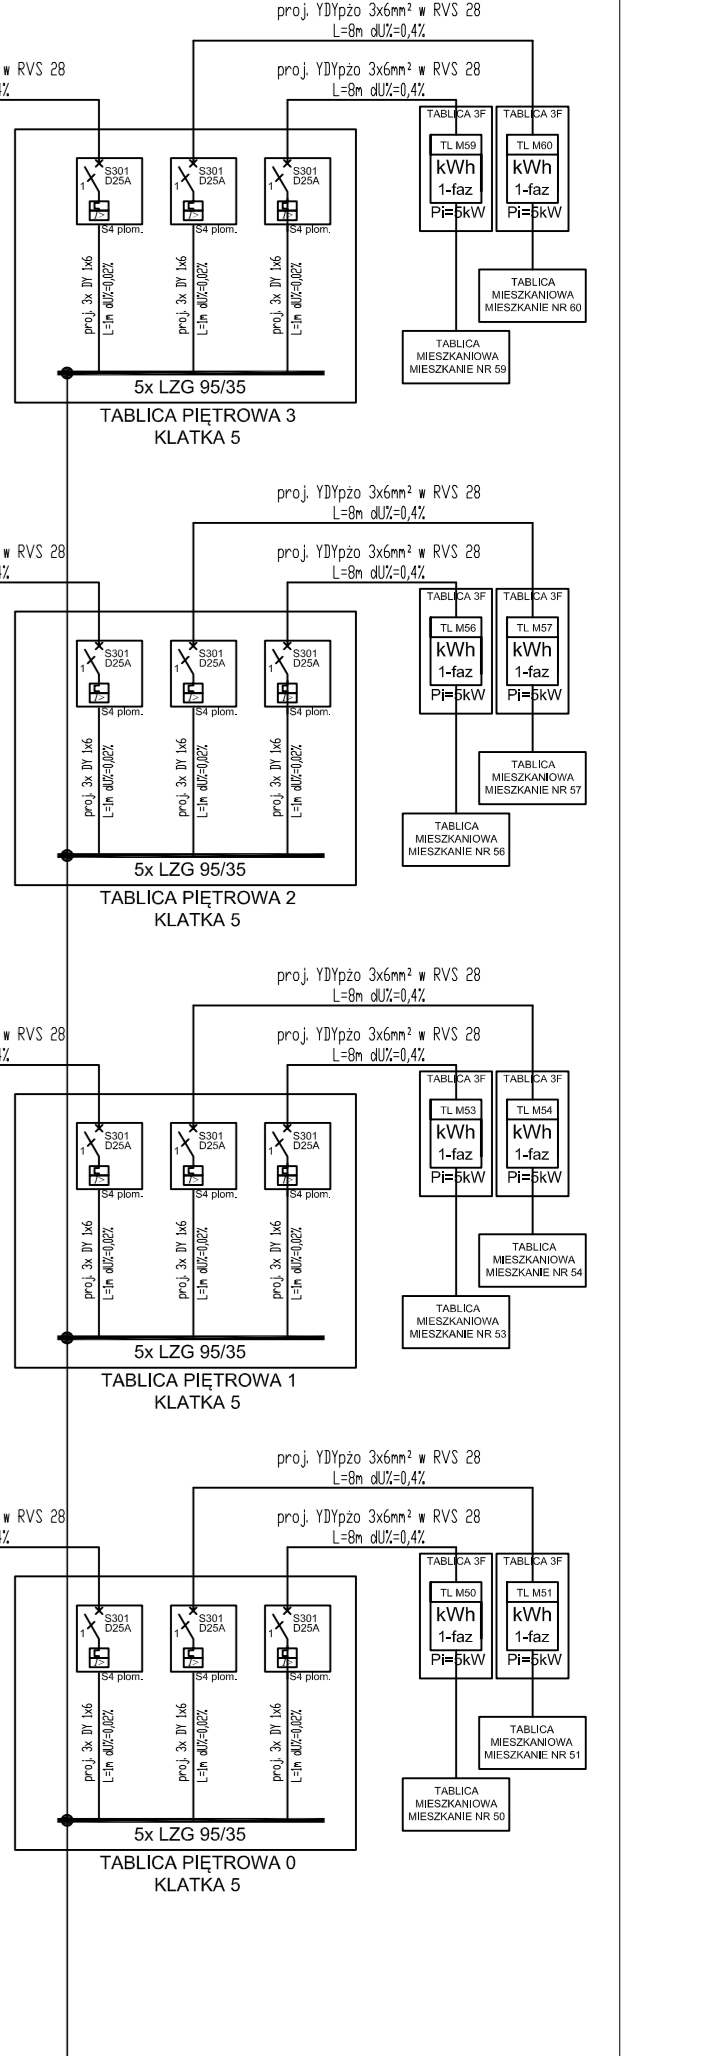 proj. YDYpżo 3x6mm² w RVS 28
L=8m dU%=0,4%
w RVS 28
4%
proj. YDYpżo 3x6mm² w RVS 28
L=8m dU%=0,4%
TABLICA 3F
TABLICA 3F
TL M59
kWh
1-faz
Pi=5kW
TL M60
kWh
1-faz
Pi=5kW
1
S301
D25A
S4 plom.
1
S301
D25A
S4 plom.
1
S301
D25A
S4 plom.
proj. 3x DY 1x6
L=1m dU%=0,02%
proj. 3x DY 1x6
L=1m dU%=0,02%
proj. 3x DY 1x6
L=1m dU%=0,02%
TABLICA
MIESZKANIOWA
MIESZKANIE NR 60
TABLICA
MIESZKANIOWA
MIESZKANIE NR 59
5x LZG 95/35
TABLICA PIĘTROWA 3
KLATKA 5
proj. YDYpżo 3x6mm² w RVS 28
L=8m dU%=0,4%
w RVS 28
4%
proj. YDYpżo 3x6mm² w RVS 28
L=8m dU%=0,4%
TABLICA 3F
TABLICA 3F
TL M56
kWh
1-faz
Pi=5kW
TL M57
kWh
1-faz
Pi=5kW
1
S301
D25A
S4 plom.
1
S301
D25A
S4 plom.
1
S301
D25A
S4 plom.
proj. 3x DY 1x6
L=1m dU%=0,02%
proj. 3x DY 1x6
L=1m dU%=0,02%
proj. 3x DY 1x6
L=1m dU%=0,02%
TABLICA
MIESZKANIOWA
MIESZKANIE NR 57
TABLICA
MIESZKANIOWA
MIESZKANIE NR 56
5x LZG 95/35
TABLICA PIĘTROWA 2
KLATKA 5
proj. YDYpżo 3x6mm² w RVS 28
L=8m dU%=0,4%
w RVS 28
4%
proj. YDYpżo 3x6mm² w RVS 28
L=8m dU%=0,4%
TABLICA 3F
TABLICA 3F
TL M53
kWh
1-faz
Pi=5kW
TL M54
kWh
1-faz
Pi=5kW
1
S301
D25A
S4 plom.
1
S301
D25A
S4 plom.
1
S301
D25A
S4 plom.
proj. 3x DY 1x6
L=1m dU%=0,02%
proj. 3x DY 1x6
L=1m dU%=0,02%
proj. 3x DY 1x6
L=1m dU%=0,02%
TABLICA
MIESZKANIOWA
MIESZKANIE NR 54
TABLICA
MIESZKANIOWA
MIESZKANIE NR 53
5x LZG 95/35
TABLICA PIĘTROWA 1
KLATKA 5
proj. YDYpżo 3x6mm² w RVS 28
L=8m dU%=0,4%
w RVS 28
4%
proj. YDYpżo 3x6mm² w RVS 28
L=8m dU%=0,4%
TABLICA 3F
TABLICA 3F
TL M50
kWh
1-faz
Pi=5kW
TL M51
kWh
1-faz
Pi=5kW
1
S301
D25A
S4 plom.
1
S301
D25A
S4 plom.
1
S301
D25A
S4 plom.
proj. 3x DY 1x6
L=1m dU%=0,02%
proj. 3x DY 1x6
L=1m dU%=0,02%
proj. 3x DY 1x6
L=1m dU%=0,02%
TABLICA
MIESZKANIOWA
MIESZKANIE NR 51
TABLICA
MIESZKANIOWA
MIESZKANIE NR 50
5x LZG 95/35
TABLICA PIĘTROWA 0
KLATKA 5